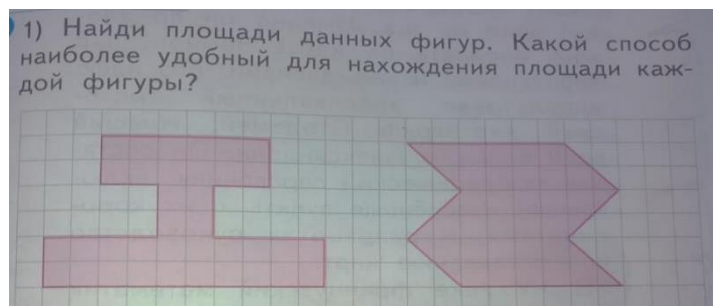 1) Найди площади данных фигур. Какой способ
наиболее удобный для нахождения площади каж-
дой фигуры?